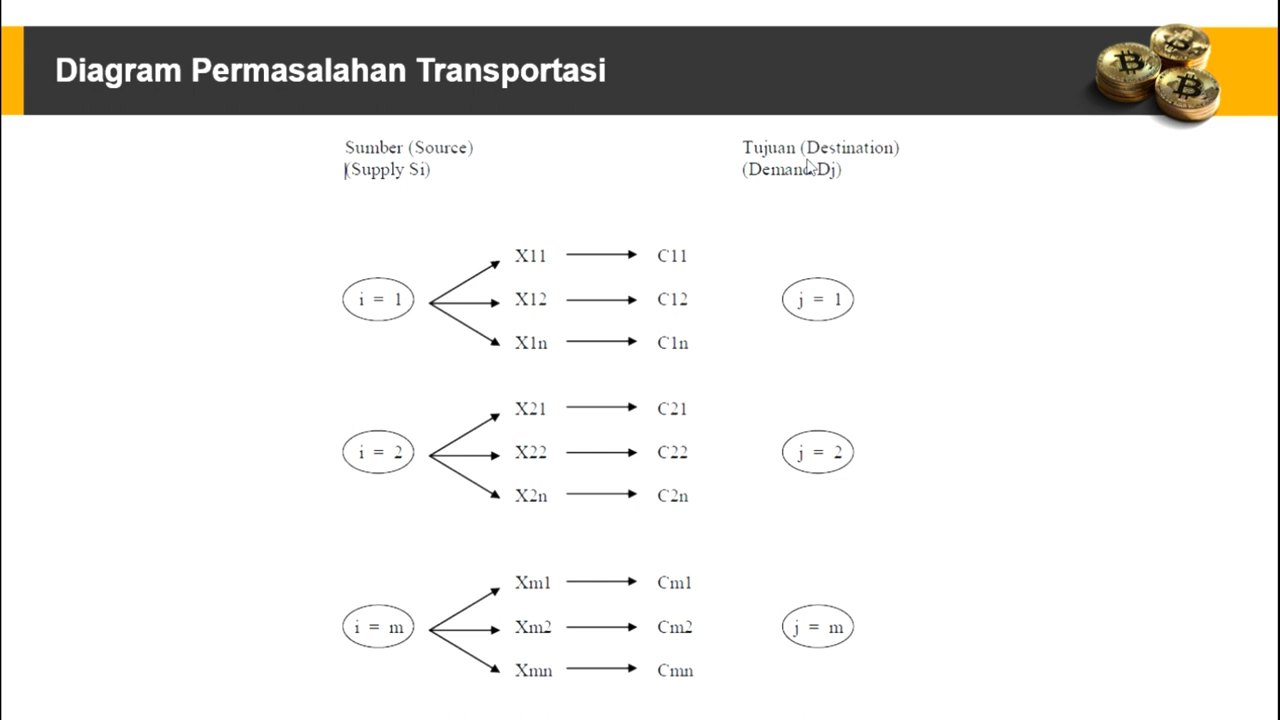 Diagram Permasalahan Transportasi
Sumber (Source)
(Supply Si)
Tujuan (Destination)
(Demand Dj)
i = 1
X11
C11
X12
C12
X1n
C1n
j = 1
i = 2
X21
C21
X22
C22
X2n
C2n
j = 2
i = m
Xm1
Cm1
Xm2
Cm2
Xmn
Cmn
j = m